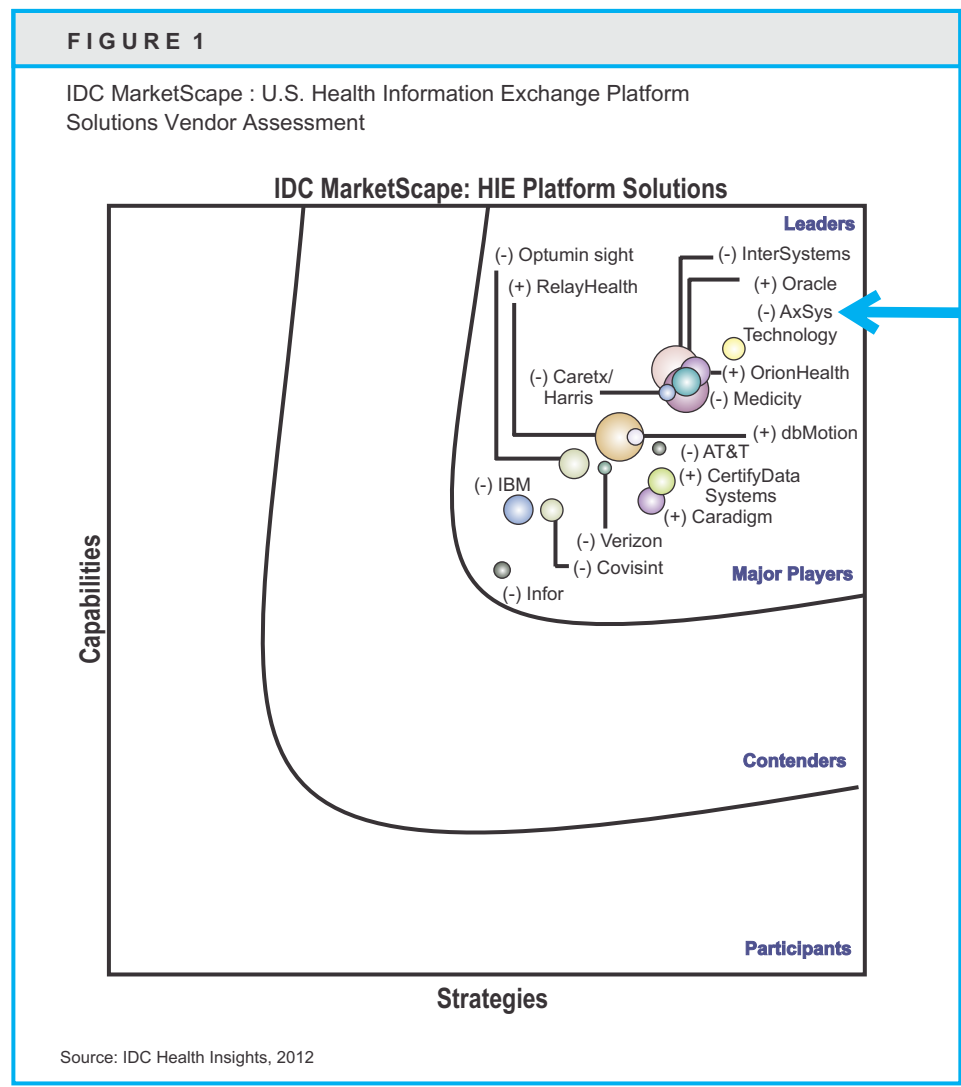 FIGURE 1
IDC MarketScape : U.S. Health Information Exchange Platform
Solutions Vendor Assessment
IDC MarketScape: HIE Platform Solutions
Leaders
(-) Optumin sight
(-) InterSystems
(+) RelayHealth
(+) Oracle
(-) AxSys
Technology
(-) Caretx/
Harris
(+) OrionHealth
(-) Medicity
(+) dbMotion
(-) AT&T
(+) CertifyData
Systems
(-) IBM
(+) Caradigm
(-) Verizon
(-) Covisint
Major Players
(-) Infor
Capabilities
Contenders
Participants
Strategies
Source: IDC Health Insights, 2012